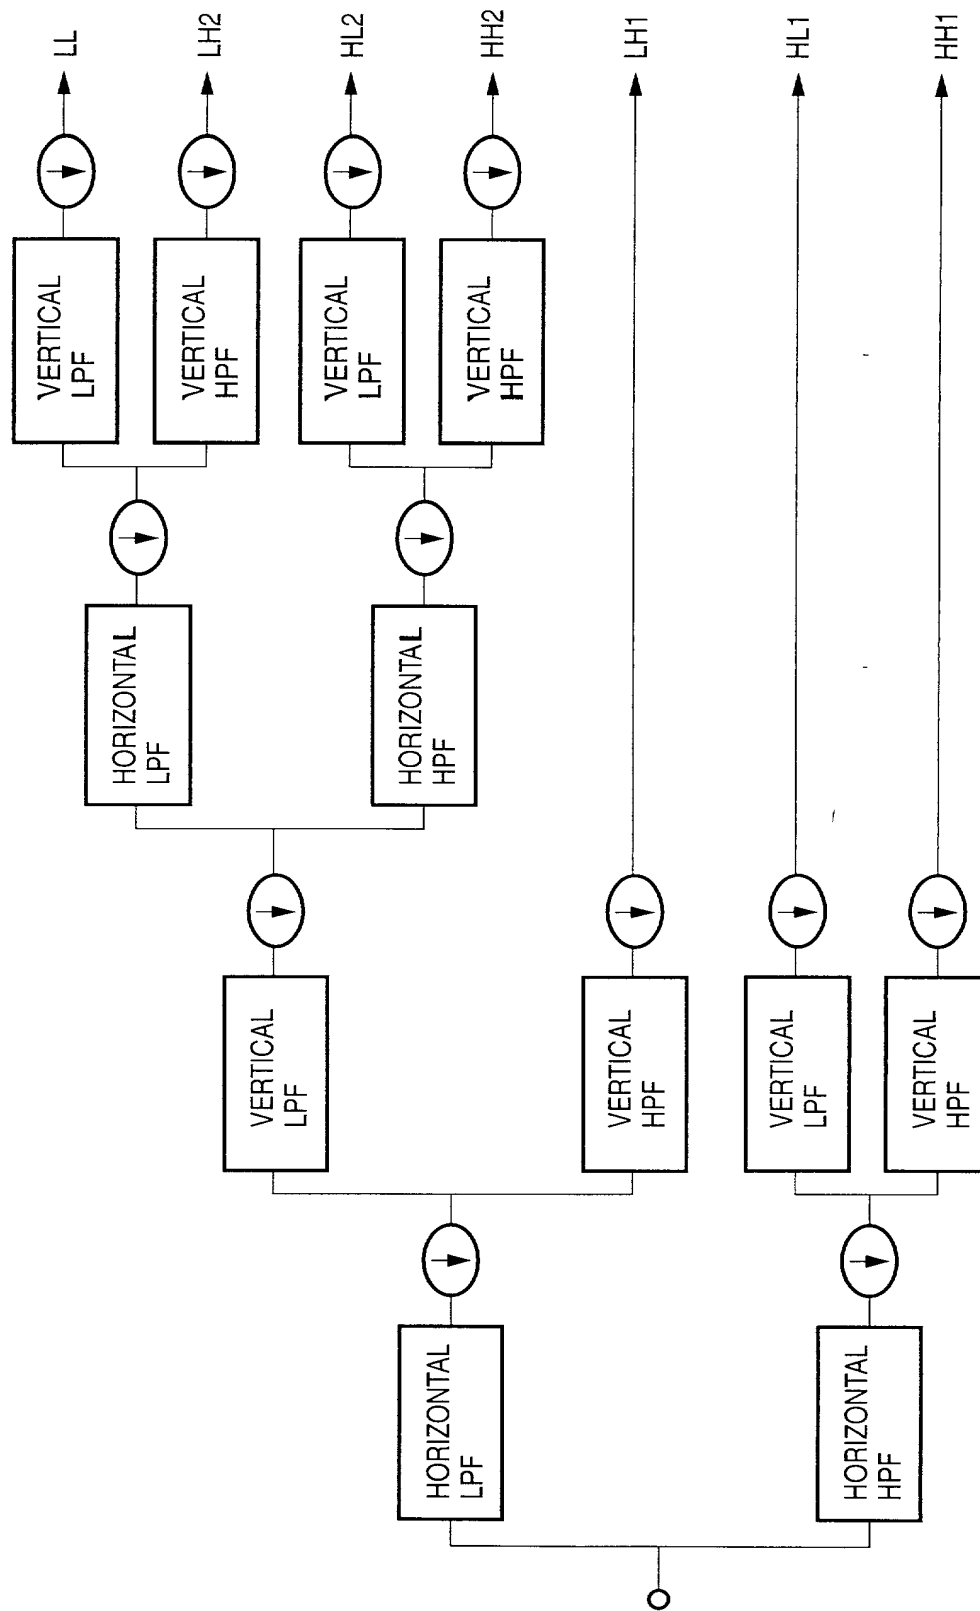 HORIZONTAL
LPF
HORIZONTAL
HPF
VERTICAL
LPF
VERTICAL
HPF
VERTICAL
LPF
VERTICAL
HPF
HORIZONTAL
LPF
HORIZONTAL
HPF
VERTICAL
LPF
VERTICAL
HPF
VERTICAL
LPF
VERTICAL
HPF
LL
LH2
HL2
HH2
LH1
HL1
HH1